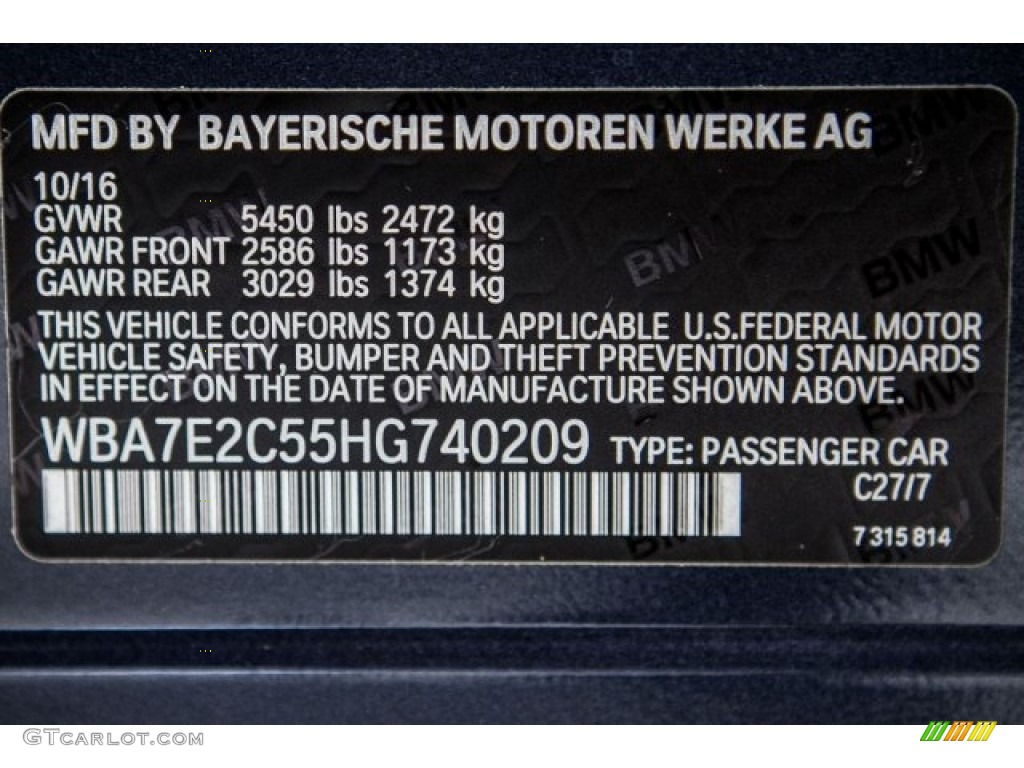 MFD BY BAYERISCHE MOTOREN WERKE AG
10/16
GVWR 5450 lbs 2472 kg
GAWR FRONT 2586 lbs 1173 kg
GAWR REAR 3029 lbs 1374 kg
THIS VEHICLE CONFORMS TO ALL APPLICABLE U.S.FEDERAL MOTOR
VEHICLE SAFETY, BUMPER AND THEFT PREVENTION STANDARDS
IN EFFECT ON THE DATE OF MANUFACTURE SHOWN ABOVE.
WBA7E2C55HG740209 TYPE: PASSENGER CAR
C27/7
7 315 814
GTCarLot.com